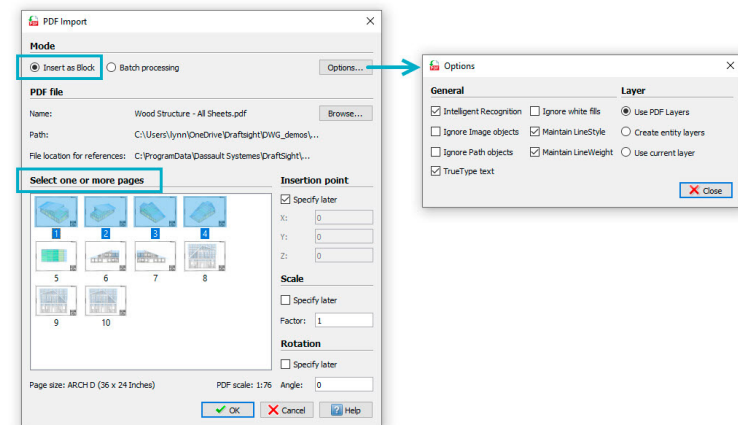 PDF Import
Mode
Insert as Block Batch processing Options...
PDF file
Name: Wood Structure - All Sheets.pdf Browse...
Path: C:\Users\lynn\OneDrive\Draftsight\DWG_demos\,...
File location for references: C:\ProgramData\Dassault Systemes\DraftSight\,...
Select one or more pages
1 2 3 4
5 6 7 8
9 10
Page size: ARCH D (36 x 24 Inches) PDF scale: 1:76
Insertion point
Specify later
X: 0
Y: 0
Z: 0
Scale
Specify later
Factor: 1
Rotation
Specify later
Angle: 0
OK Cancel Help
Options
General Layer
Intelligent Recognition Ignore white fills Use PDF Layers
Ignore Image objects Maintain LineStyle Create entity layers
Ignore Path objects Maintain LineWeight Use current layer
TrueType text
Close